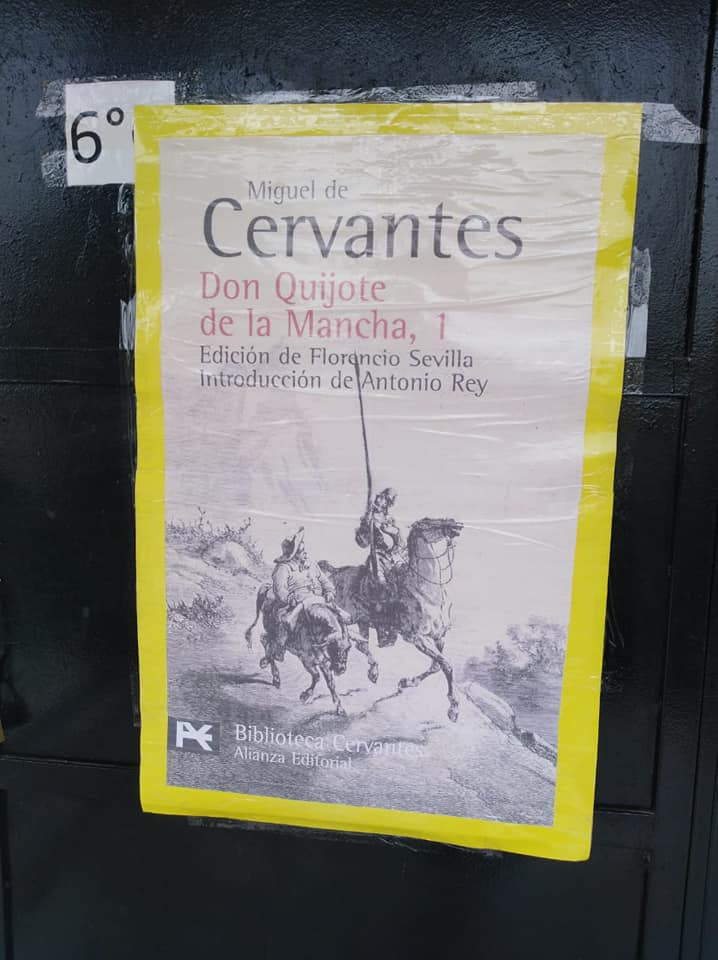 6°
Miguel de
Cervantes
Don Quijote
de la Mancha, 1
Edición de Florencio Sevilla
introducción de Antonio Rey
Biblioteca Cervantes
Alianza Editorial